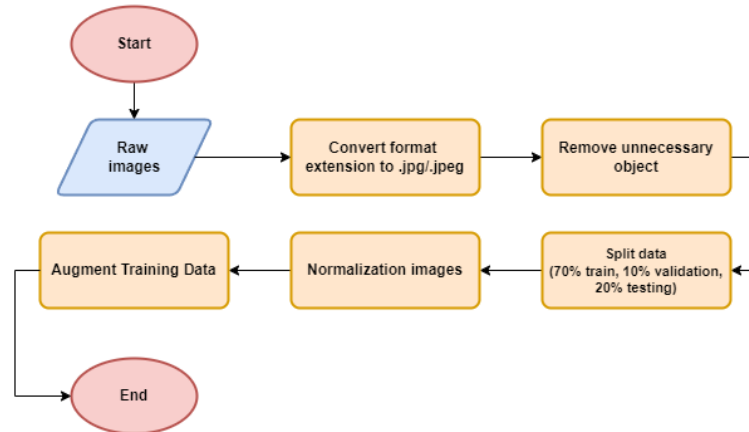 Start
Raw
images
Convert format
extension to .jpg/.jpeg
Remove unnecessary
object
Split data
(70% train, 10% validation,
20% testing)
Normalization images
Augment Training Data
End